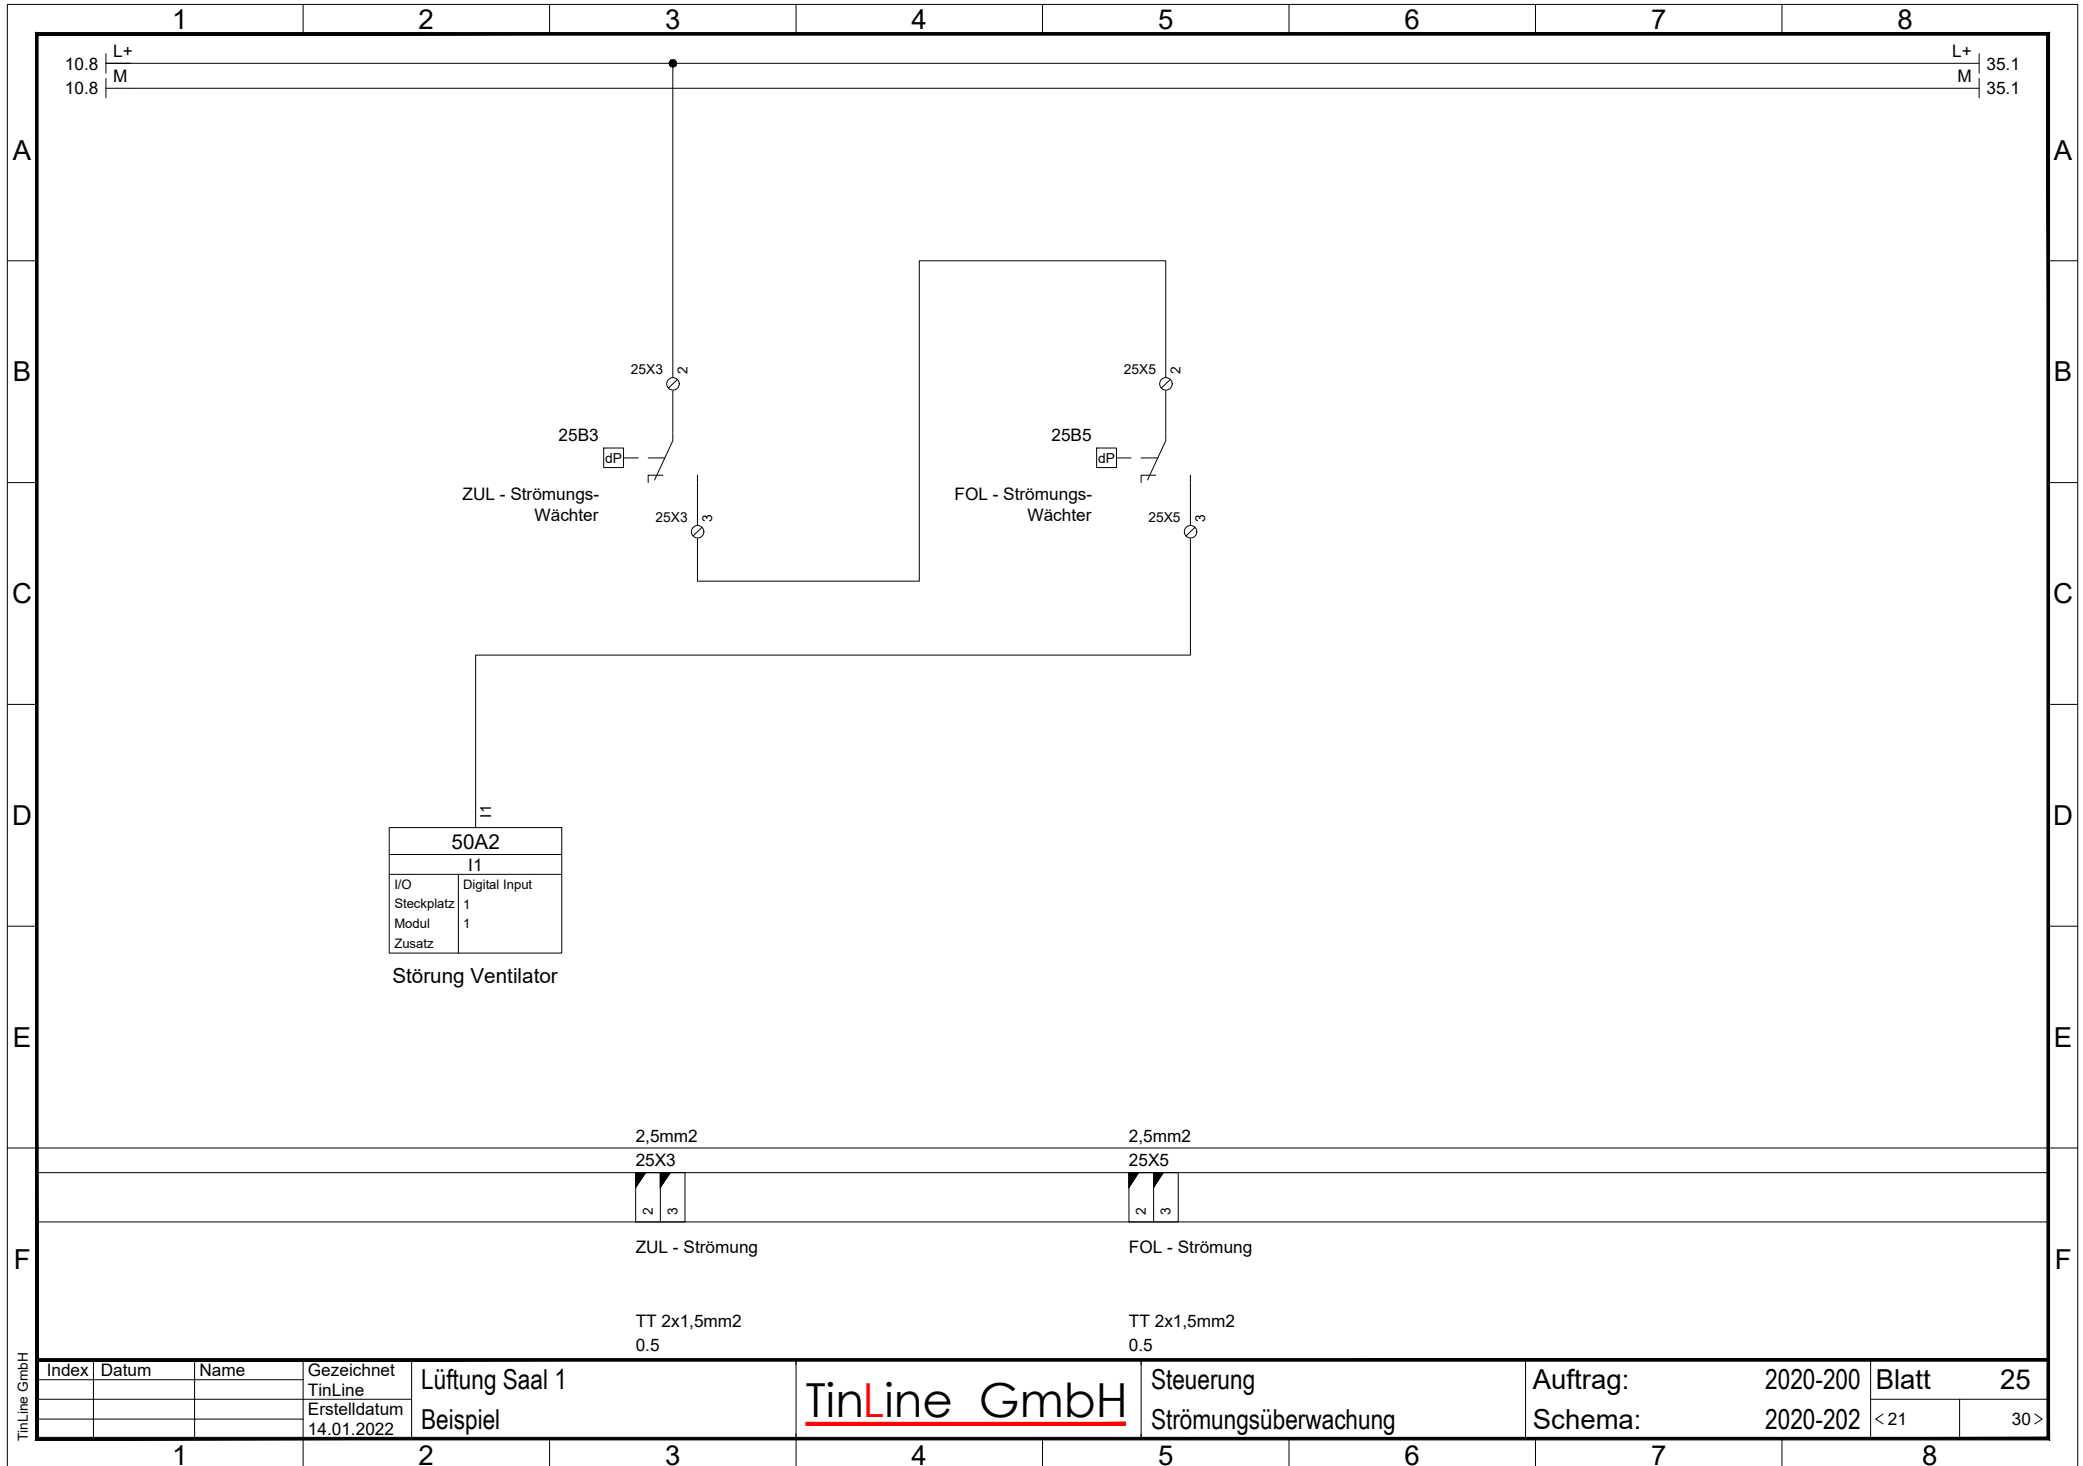 1 2 3 4 5 6 7 8
L+ L+
10.8 35.1
M M
10.8 35.1
A A
B B
25X3 2 25X5 2
25B3 25B5
dP dP
ZUL - Strömungs- FOL - Strömungs-
Wächter Wächter
25X3 3 25X5 3
C C
I1
D D
50A2
I1
I/O Digital Input
Steckplatz 1
Modul 1
Zusatz
Störung Ventilator
E E
2,5mm2 2,5mm2
25X3 25X5
2 3 2 3
ZUL - Strömung FOL - Strömung
F F
TT 2x1,5mm2 TT 2x1,5mm2
0.5 0.5
TinLine GmbH
Index Datum Name Gezeichnet
TinLine
Erstelldatum
14.01.2022
Lüftung Saal 1
Beispiel
TinLine GmbH
Steuerung
Strömungsüberwachung
Auftrag: 2020-200
Schema: 2020-202
Blatt 25
<21 30>
1 2 3 4 5 6 7 8